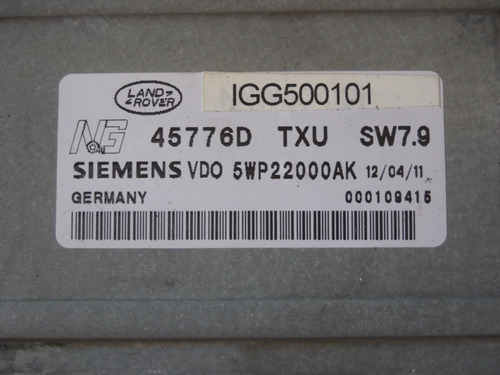 LAND
ROVER
IGG500101
NG 45776D TXU SW7.9
SIEMENS VDO 5WP22000AK 12/04/11
GERMANY 000109415